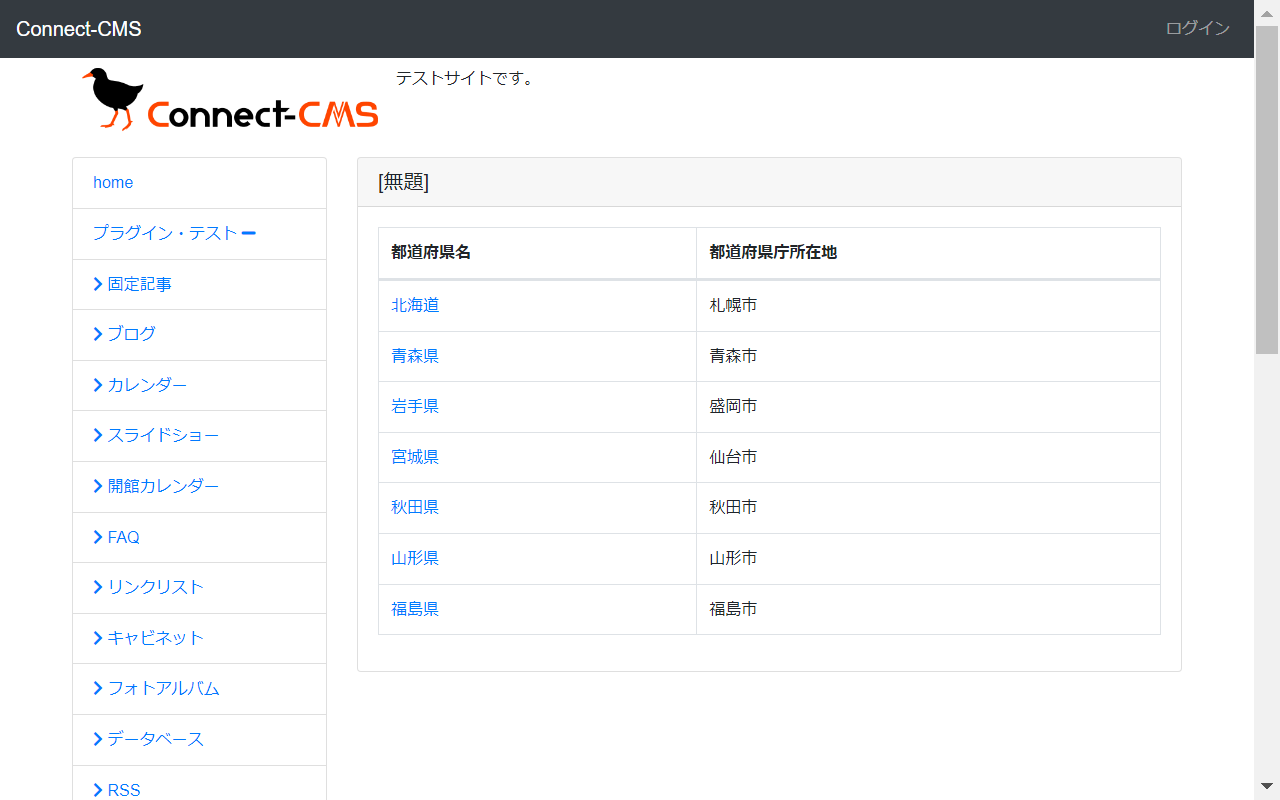 Connect-CMS
ログイン
Connect-CMS
テストサイトです。
home
プラグイン・テスト
固定記事
ブログ
カレンダー
スライドショー
開館カレンダー
FAQ
リンクリスト
キャビネット
フォトアルバム
データベース
RSS
[無題]
都道府県名 都道府県庁所在地
北海道 札幌市
青森県 青森市
岩手県 盛岡市
宮城県 仙台市
秋田県 秋田市
山形県 山形市
福島県 福島市